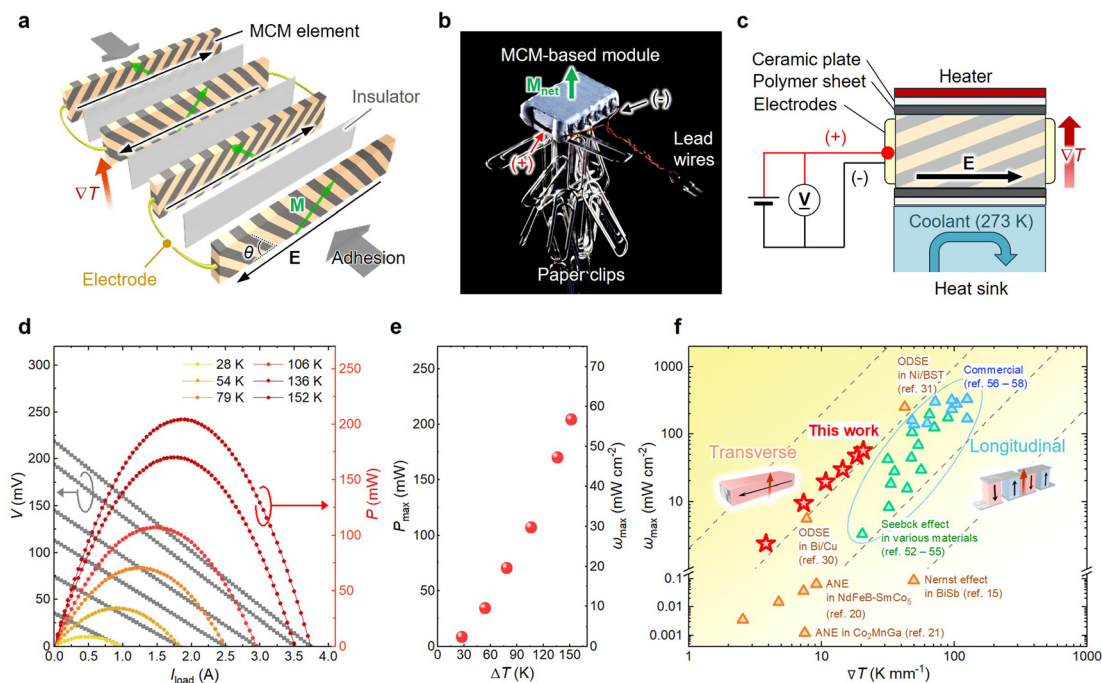 a
MCM element
Insulator
∇T
M
θ
E
Adhesion
Electrode
b
MCM-based module
M_net
(-)
(+)
Lead
wires
Paper clips
c
Ceramic plate
Polymer sheet
Electrodes
Heater
(+)
(-)
V
E
∇T
Coolant (273 K)
Heat sink
d
V (mV)
300
250
200
150
100
50
0
28 K
54 K
79 K
106 K
136 K
152 K
250
200
150
100
50
0
P (mW)
0.0 0.5 1.0 1.5 2.0 2.5 3.0 3.5 4.0
I_load (A)
e
P_max (mW)
250
200
150
100
50
0
70
60
50
40
30
20
10
0
ω_max (mW cm⁻²)
0 30 60 90 120 150
ΔT (K)
f
ω_max (mW cm⁻²)
1000
100
10
0.1
0.01
0.001
ODSE
in Ni/BST
(ref. 31)
Commercial
(ref. 56 – 58)
This work
Transverse
Longitudinal
ODSE
in Bi/Cu
(ref. 30)
Seebck effect
in various materials
(ref. 52 – 55)
ANE
in NdFeB-SmCo₅
(ref. 20)
Nernst effect
in BiSb (ref. 15)
ANE in Co₂MnGa (ref. 21)
1 10 100 1000
∇T (K mm⁻¹)